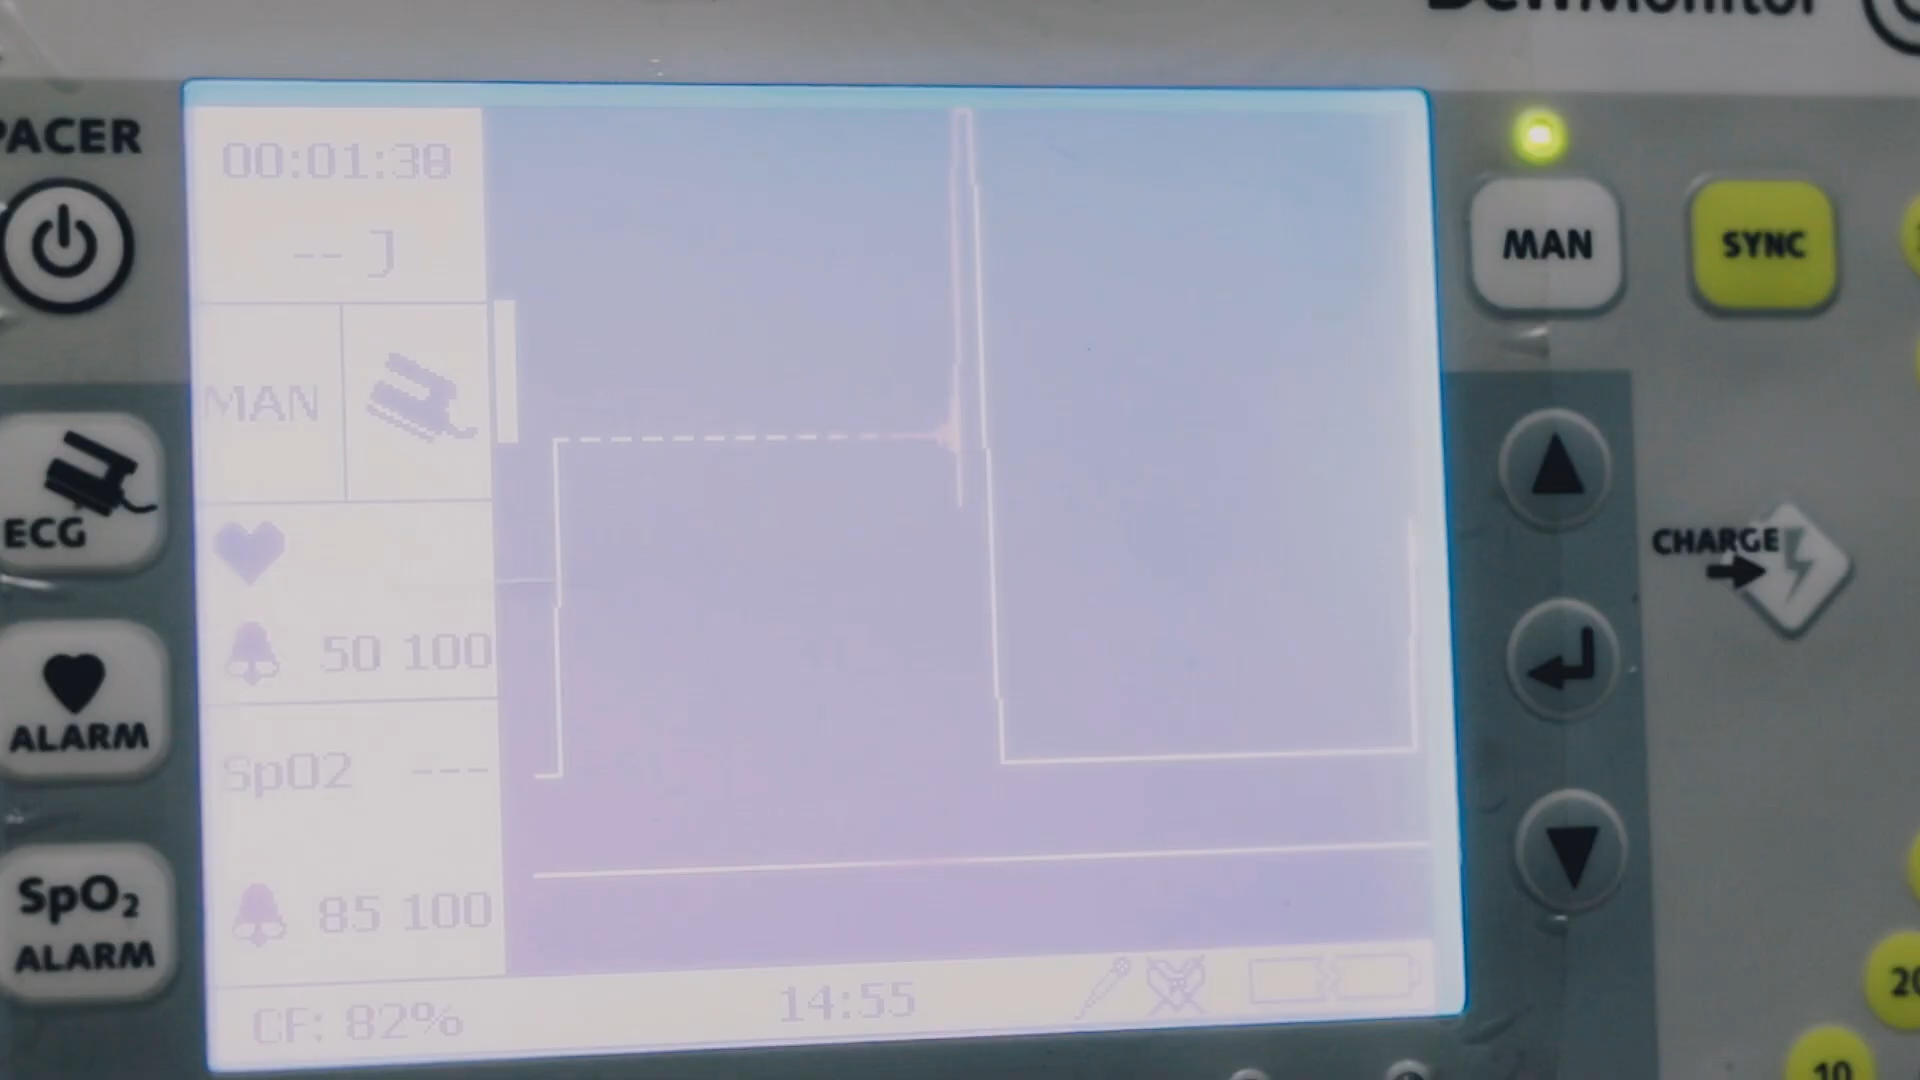 PACER
00:01:38
-- J
MAN
MAN
SYNC
ECG
CHARGE
50 100
ALARM
SpO2 ---
SpO2
ALARM
85 100
CF: 82%
14:55
10